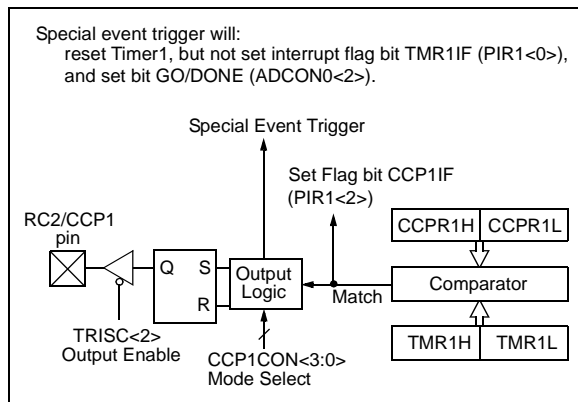 Special event trigger will:
reset Timer1, but not set interrupt flag bit TMR1IF (PIR1<0>),
and set bit GO/DONE (ADCON0<2>).
Special Event Trigger
Set Flag bit CCP1IF
(PIR1<2>)
RC2/CCP1
pin
CCPR1H CCPR1L
Q S
R
Output
Logic
Match
Comparator
TRISC<2>
Output Enable
CCP1CON<3:0>
Mode Select
TMR1H TMR1L